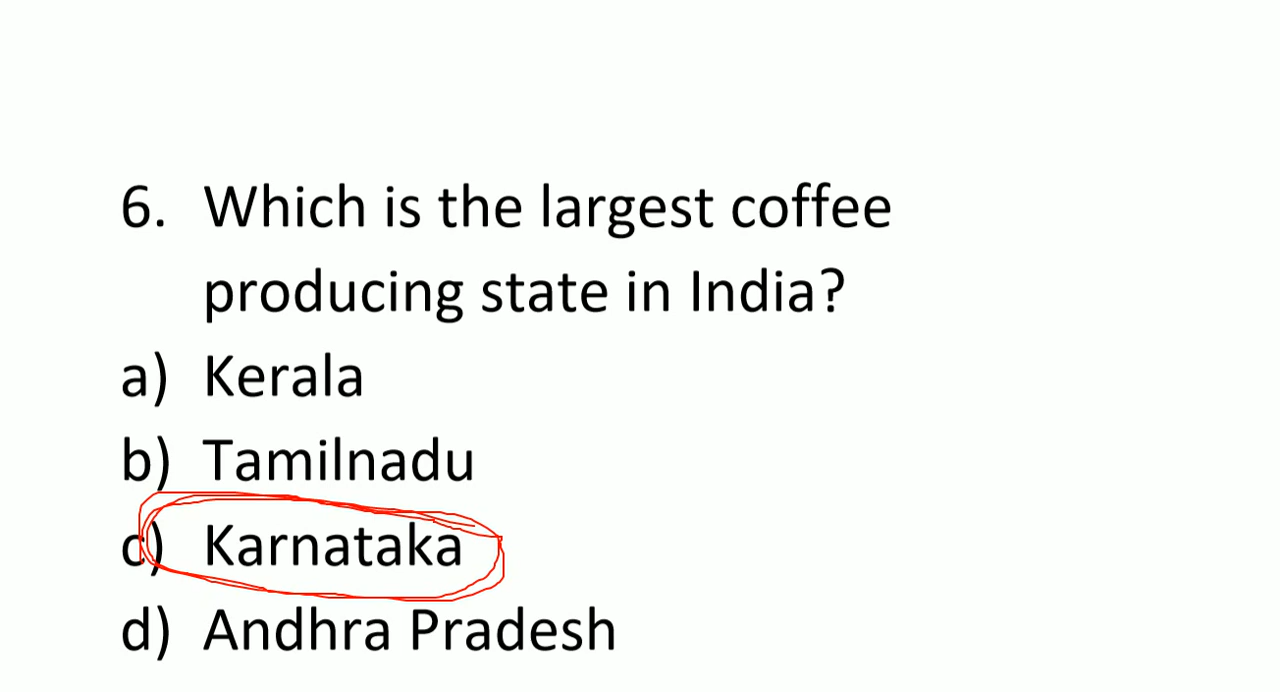 6. Which is the largest coffee
producing state in India?
a) Kerala
b) Tamilnadu
c) Karnataka
d) Andhra Pradesh